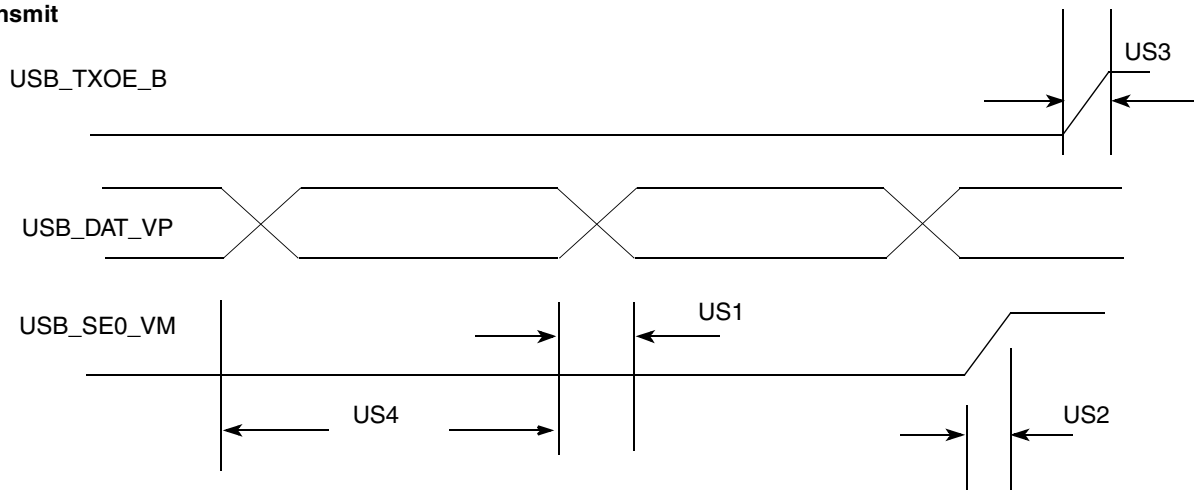 nsmit
US3
USB_TXOE_B
USB_DAT_VP
US1
USB_SE0_VM
US4
US2